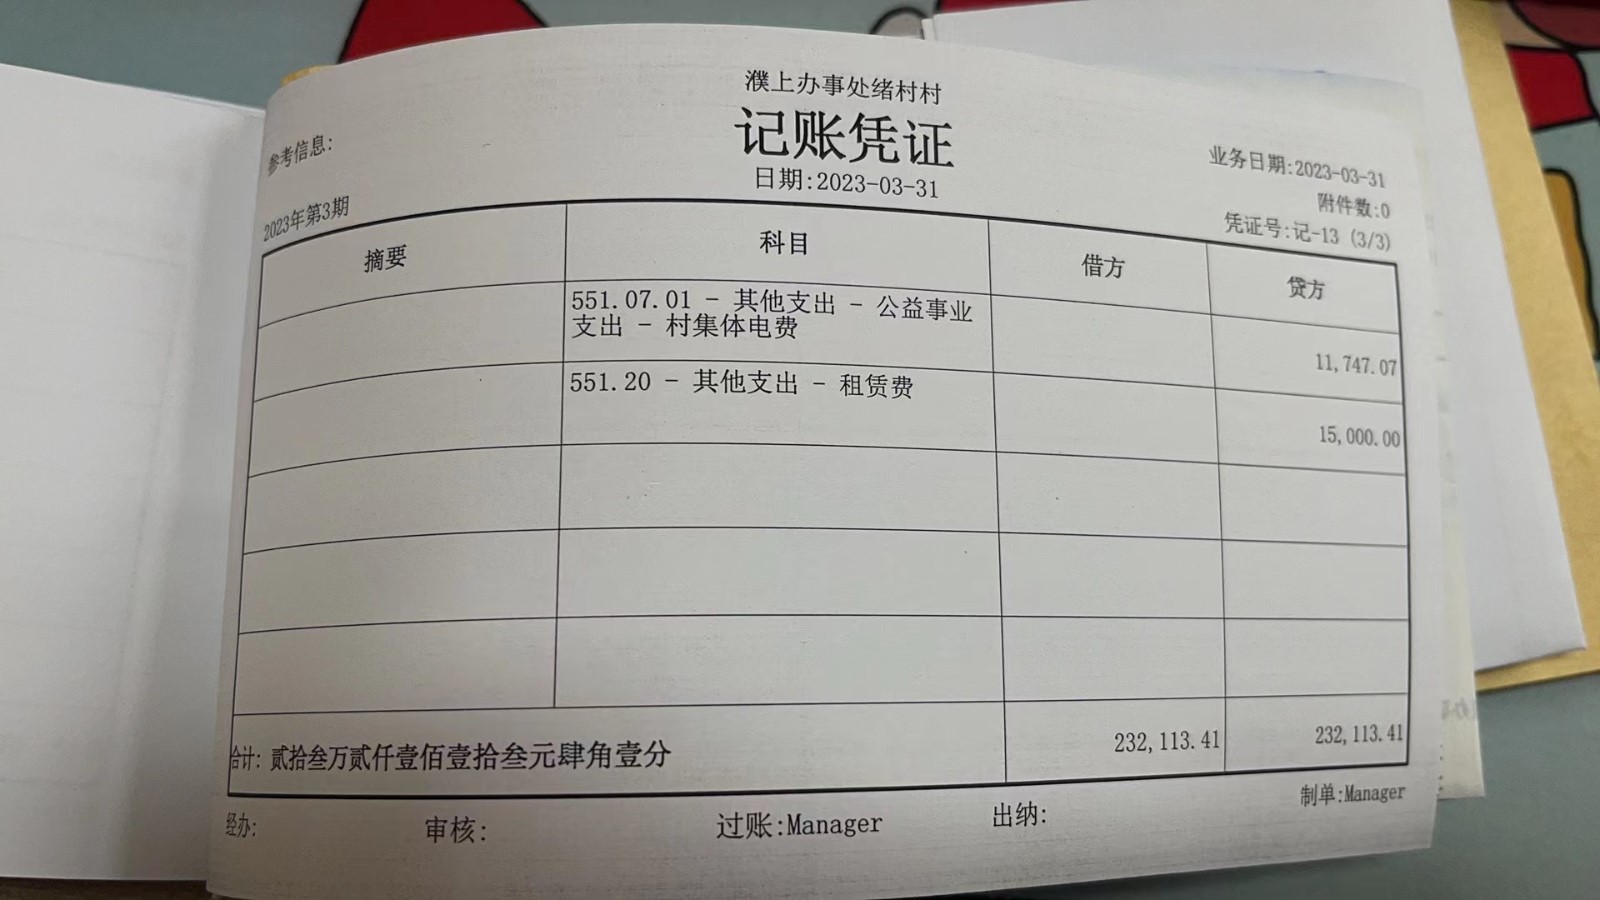 濮上办事处绪村村
记账凭证
参考信息:
日期:2023-03-31
业务日期:2023-03-31
附件数:0
2023年第3期
凭证号:记-13 (3/3)
摘要 科目 借方 贷方
551.07.01 - 其他支出 - 公益事业
支出 - 村集体电费
11,747.07
551.20 - 其他支出 - 租赁费
15,000.00
合计: 贰拾叁万贰仟壹佰壹拾叁元肆角壹分 232,113.41 232,113.41
经办: 审核: 过账:Manager 出纳: 制单:Manager